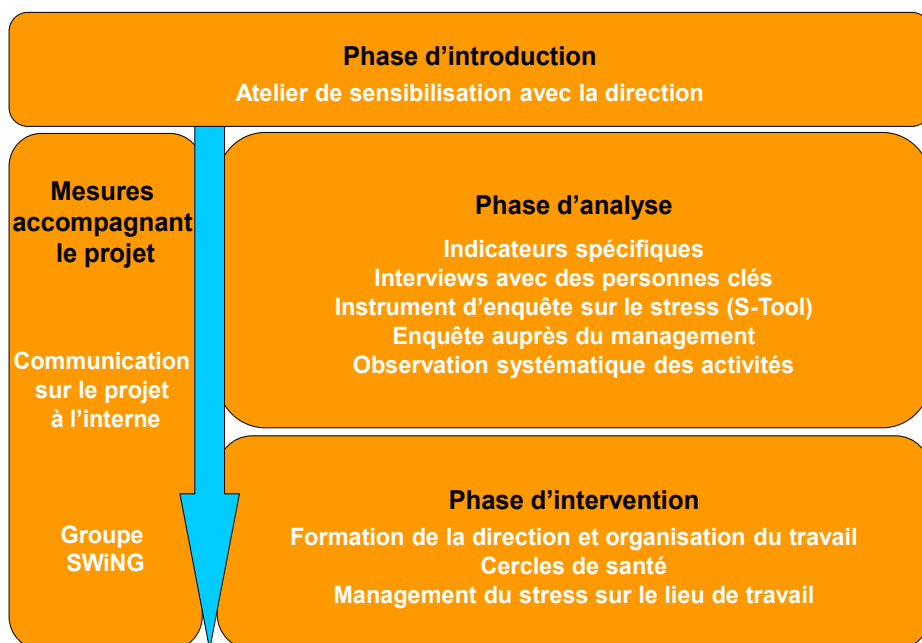 Phase d’introduction
Atelier de sensibilisation avec la direction
Mesures
accompagnant
le projet
Communication
sur le projet
à l’interne
Groupe
SWiNG
Phase d’analyse
Indicateurs spécifiques
Interviews avec des personnes clés
Instrument d’enquête sur le stress (S-Tool)
Enquête auprès du management
Observation systématique des activités
Phase d’intervention
Formation de la direction et organisation du travail
Cercles de santé
Management du stress sur le lieu de travail